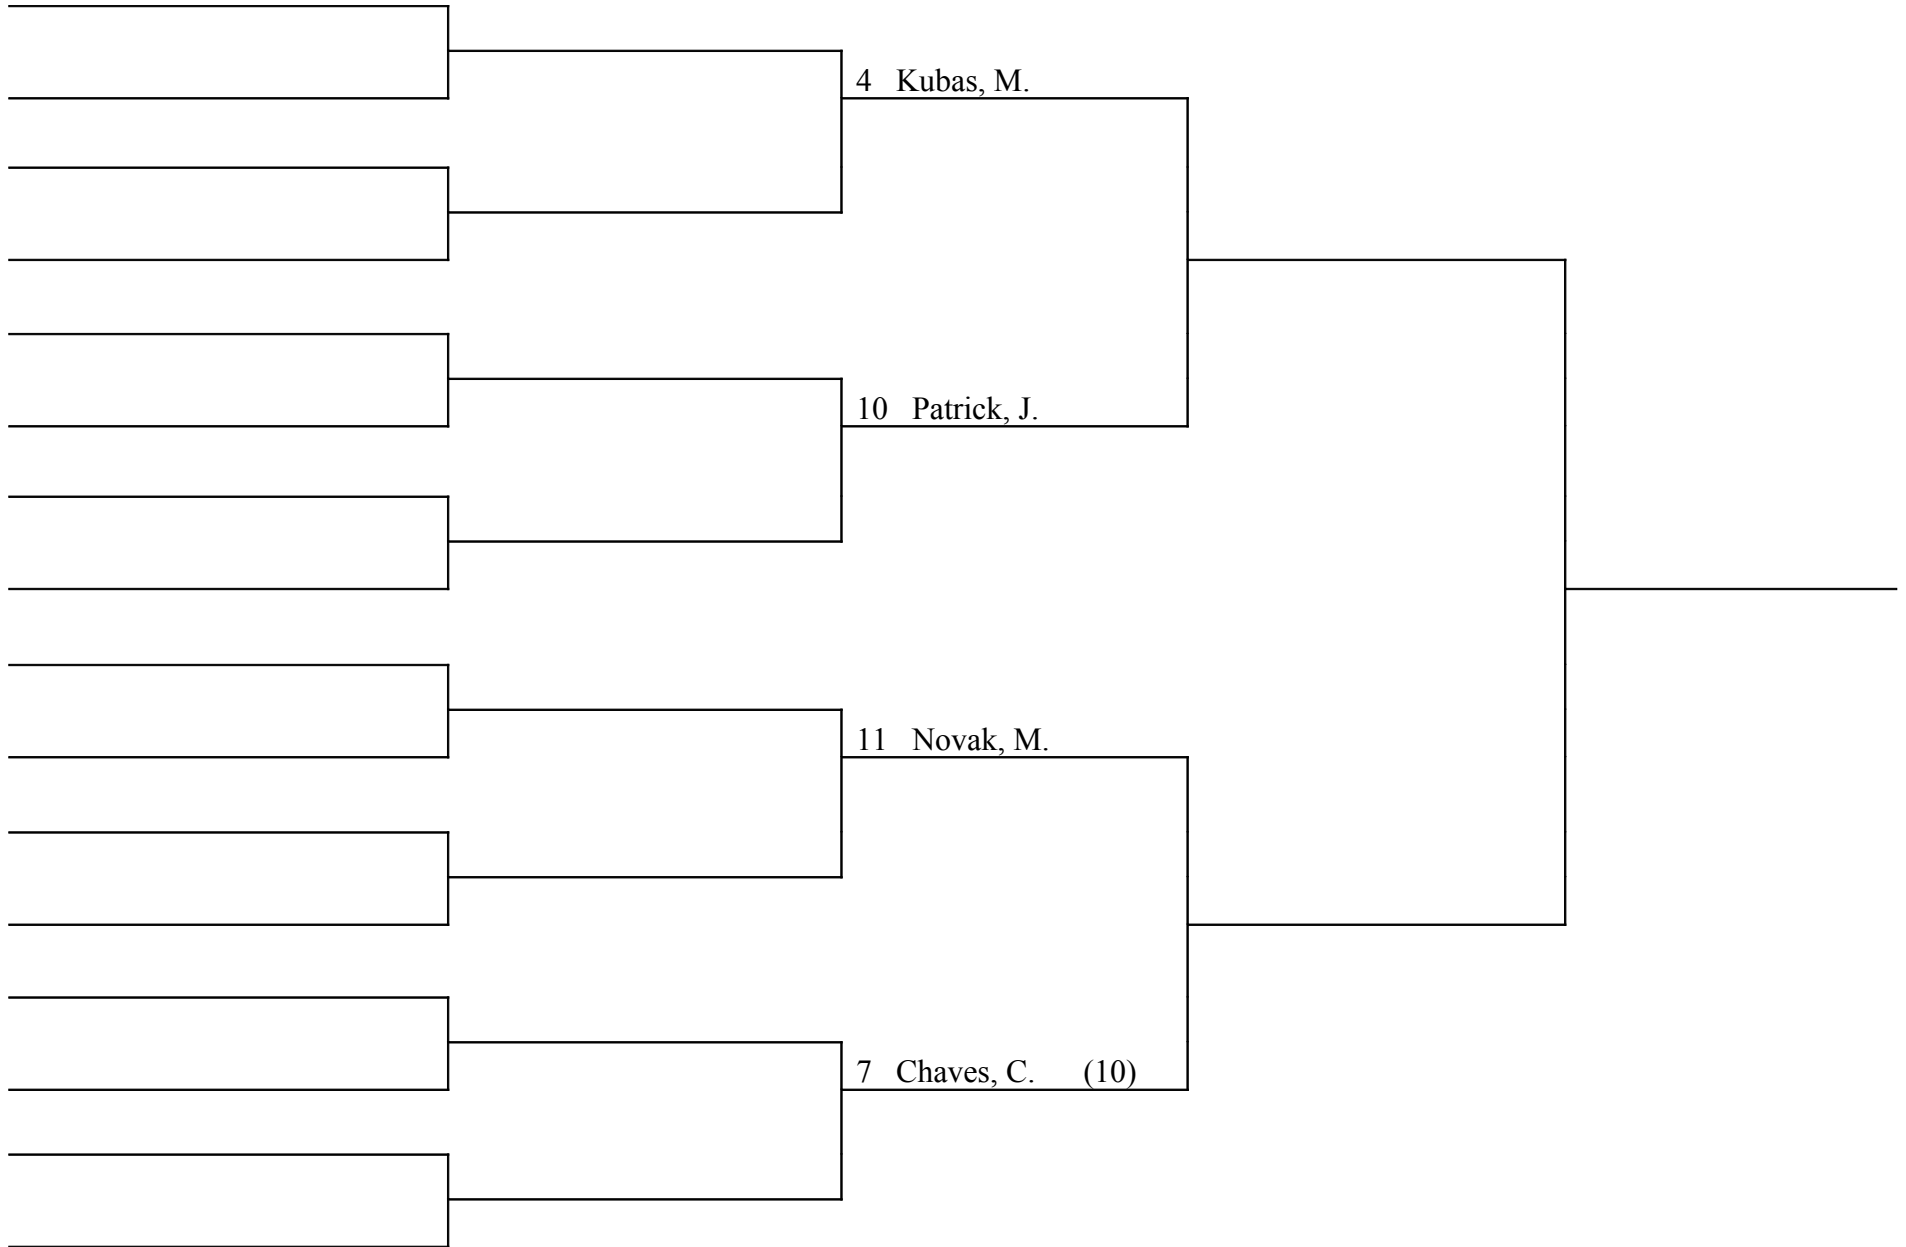 4 Kubas, M.
10 Patrick, J.
11 Novak, M.
7 Chaves, C. (10)